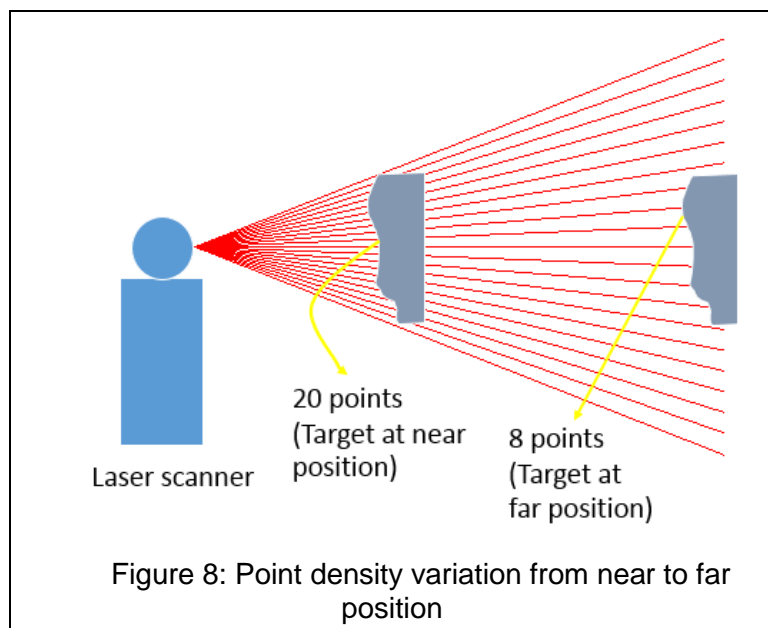 20 points
(Target at near
position)
8 points
(Target at
far position)
Laser scanner
Figure 8: Point density variation from near to far
position